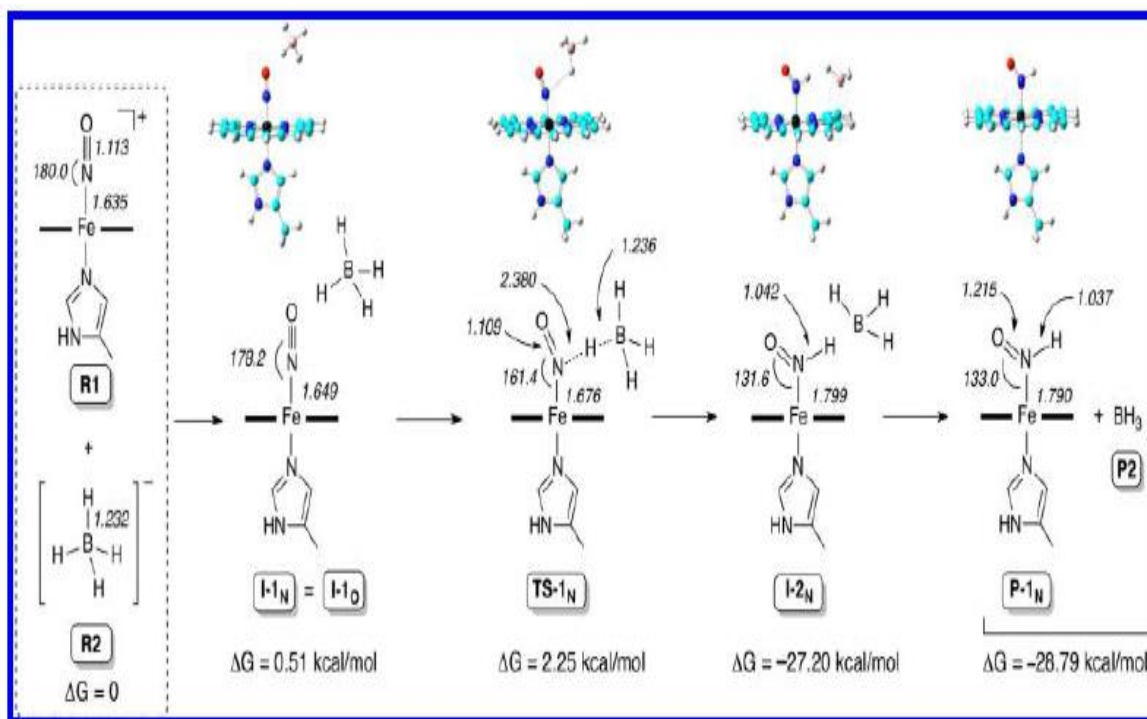 O
+
1.113
180.0
N
1.635
Fe
N
HN
R1
+
H
1.232
H B H
H
−
R2
ΔG = 0
H
B H
H H
O
N
178.2
1.649
Fe
N
HN
I-1N = I-1O
ΔG = 0.51 kcal/mol
1.236
2.380
H
O
1.109
H B
N H
161.4
H
1.676
Fe
N
HN
TS-1N
ΔG = 2.25 kcal/mol
1.042
H H
B
H
O H
N
131.6
1.799
Fe
N
HN
I-2N
ΔG = −27.20 kcal/mol
1.215
1.037
O H
N
133.0
1.790
Fe
N
HN
P-1N
+ BH3
P2
ΔG = −28.79 kcal/mol